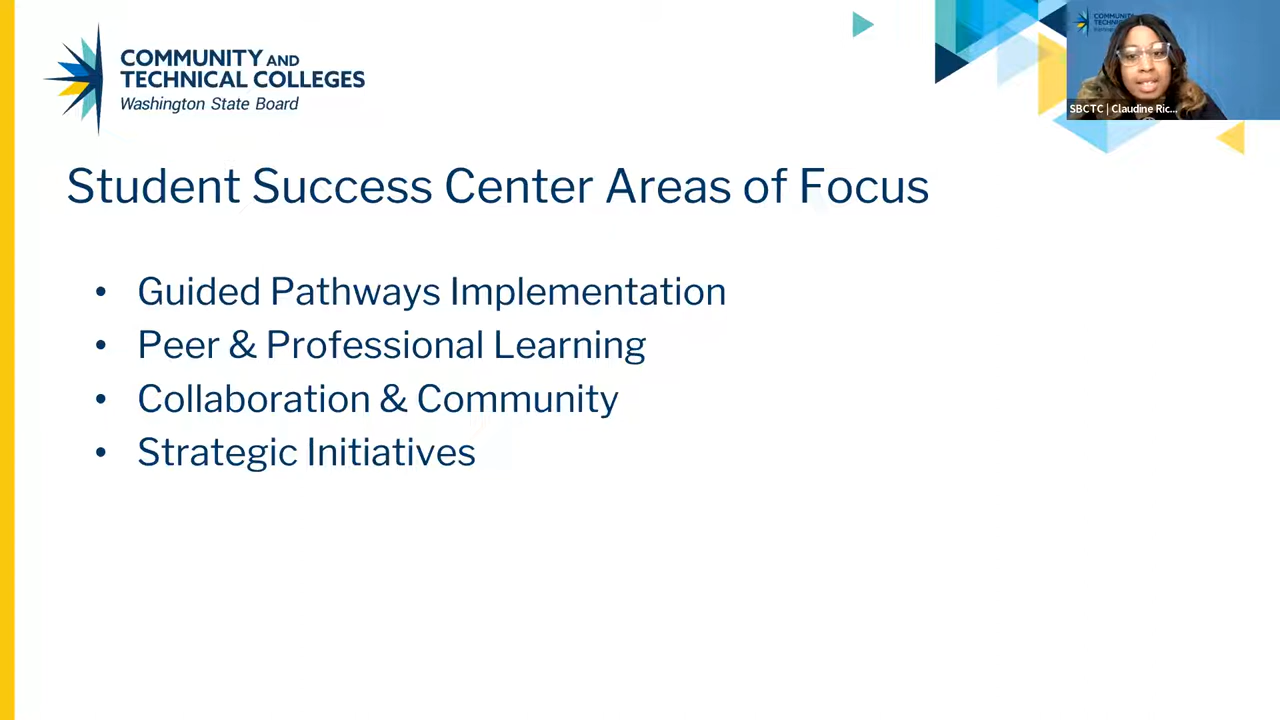 COMMUNITY AND
TECHNICAL COLLEGES
Washington State Board
SBCTC | Claudine Ric...
Student Success Center Areas of Focus
• Guided Pathways Implementation
• Peer & Professional Learning
• Collaboration & Community
• Strategic Initiatives